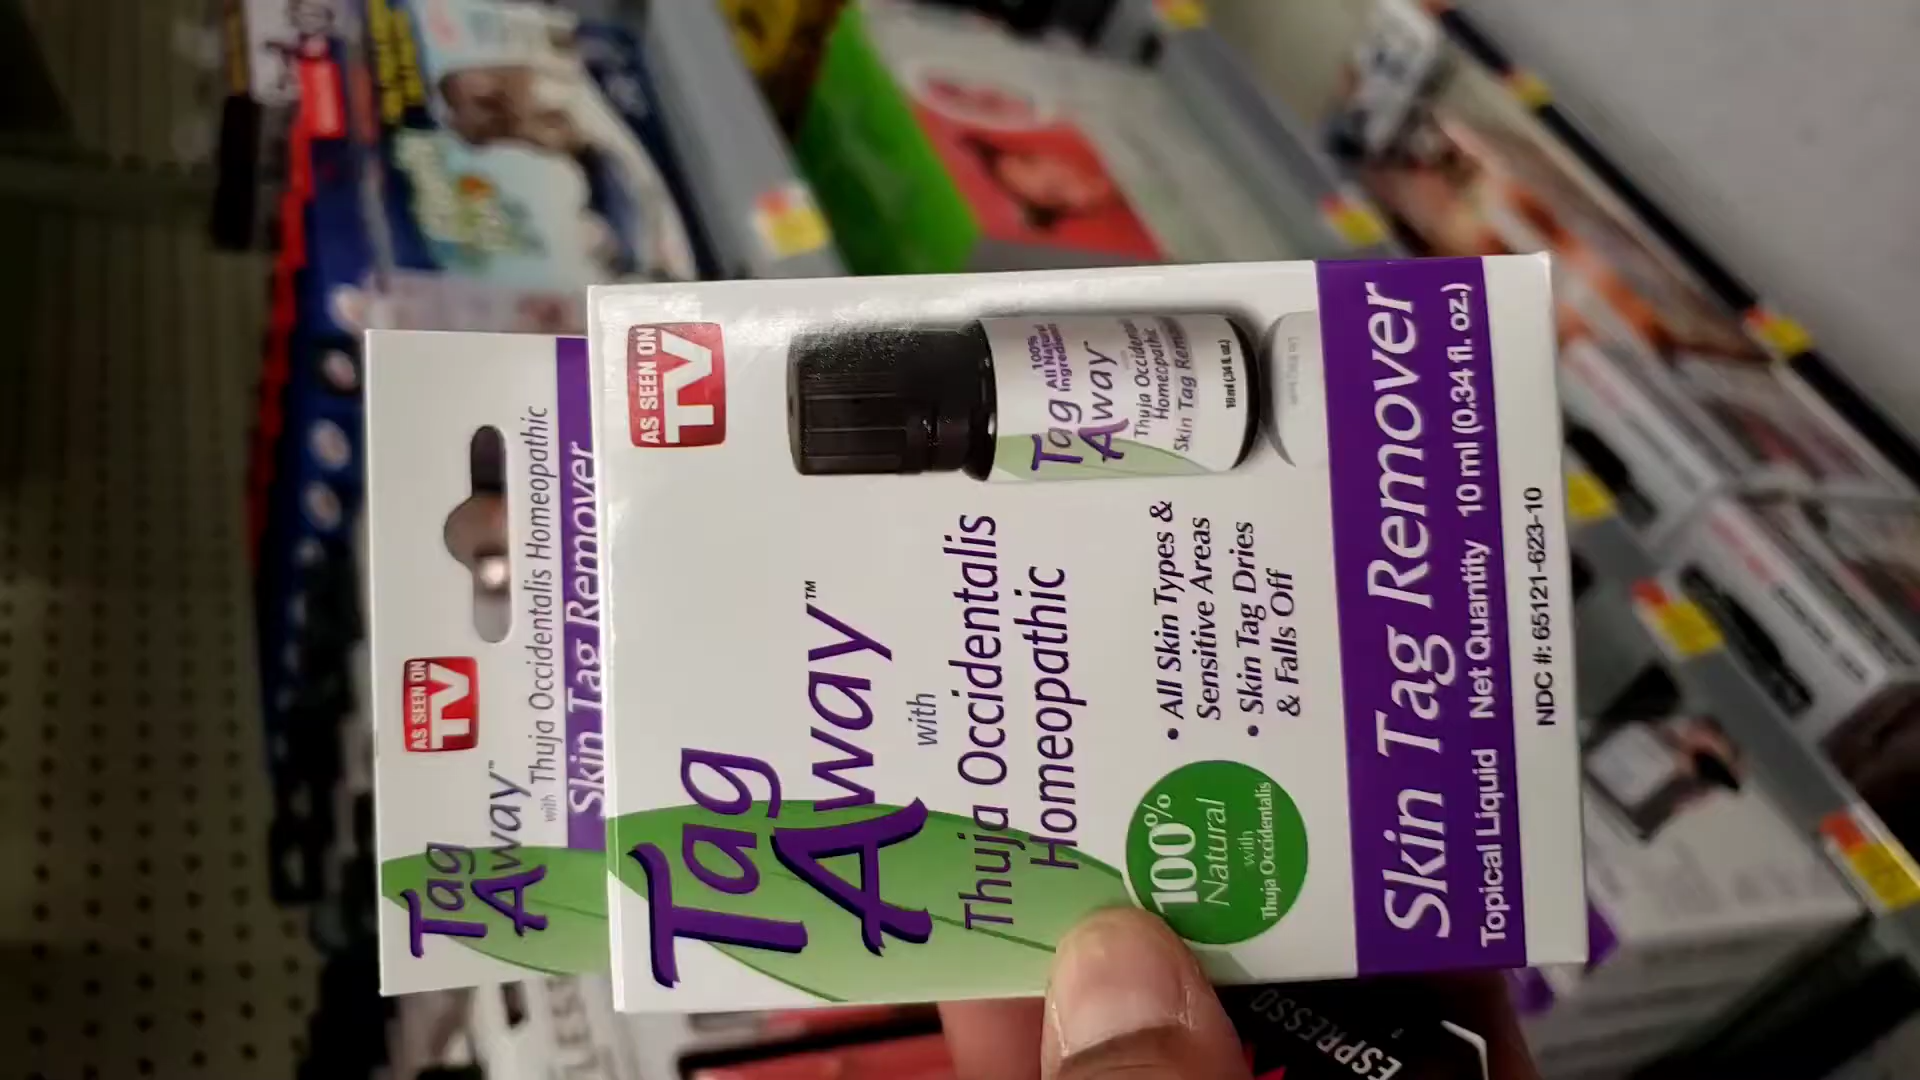 AS SEEN ON
TV
Tag
Away™
with
Thuja Occidentalis
Homeopathic
100%
Natural
with
Thuja Occidentalis
• All Skin Types &
Sensitive Areas
• Skin Tag Dries
& Falls Off
Skin Tag Remover
Topical Liquid Net Quantity 10 ml (0.34 fl. oz.)
NDC #: 65121-623-10
100%
All Natural
Ingredients
Tag
Away™
Thuja Occidentalis
Homeopathic
Skin Tag Remover
AS SEEN ON
TV
Tag
Away™
with Thuja Occidentalis Homeopathic
Skin Tag Remover
ESPRESSO